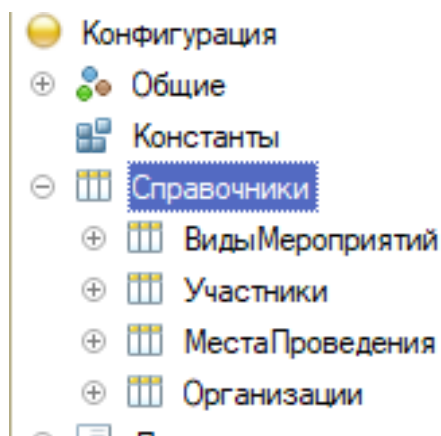 Конфигурация
Общие
Константы
Справочники
ВидыМероприятий
Участники
МестаПроведения
Организации